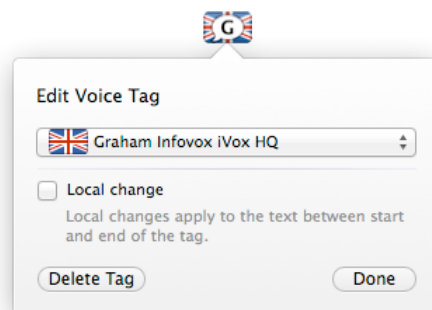 G
Edit Voice Tag
Graham Infovox iVox HQ
Local change
Local changes apply to the text between start
and end of the tag.
Delete Tag Done